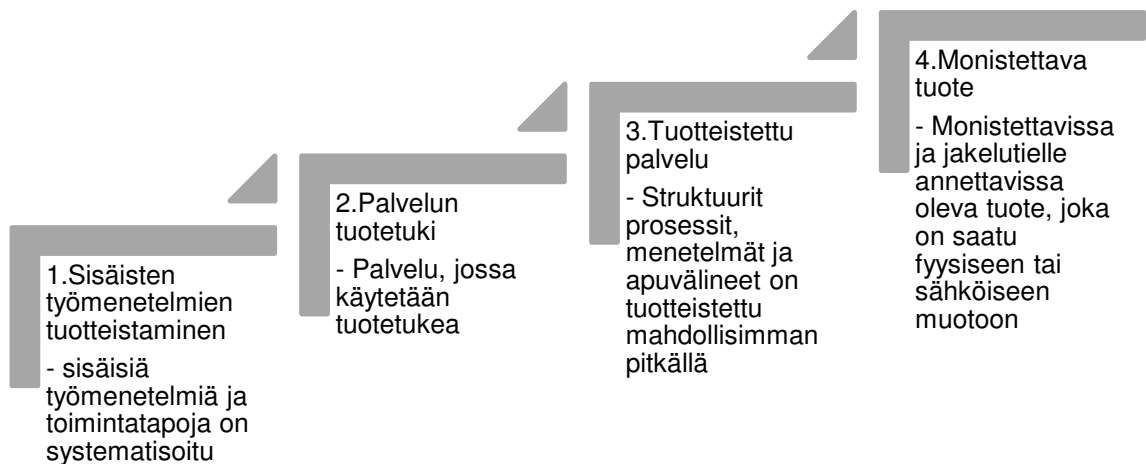 1.Sisäisten
työmenetelmien
tuotteistaminen
- sisäisiä
työmenetelmiä ja
toimintatapoja on
systematisoitu
2.Palvelun
tuotetuki
- Palvelu, jossa
käytetään
tuotetukea
3.Tuotteistettu
palvelu
- Struktuurit
prosessit,
menetelmät ja
apuvälineet on
tuotteistettu
mahdollisimman
pitkällä
4.Monistettava
tuote
- Monistettavissa
ja jakelutielle
annettavissa
oleva tuote, joka
on saatu
fyysiseen tai
sähköiseen
muotoon